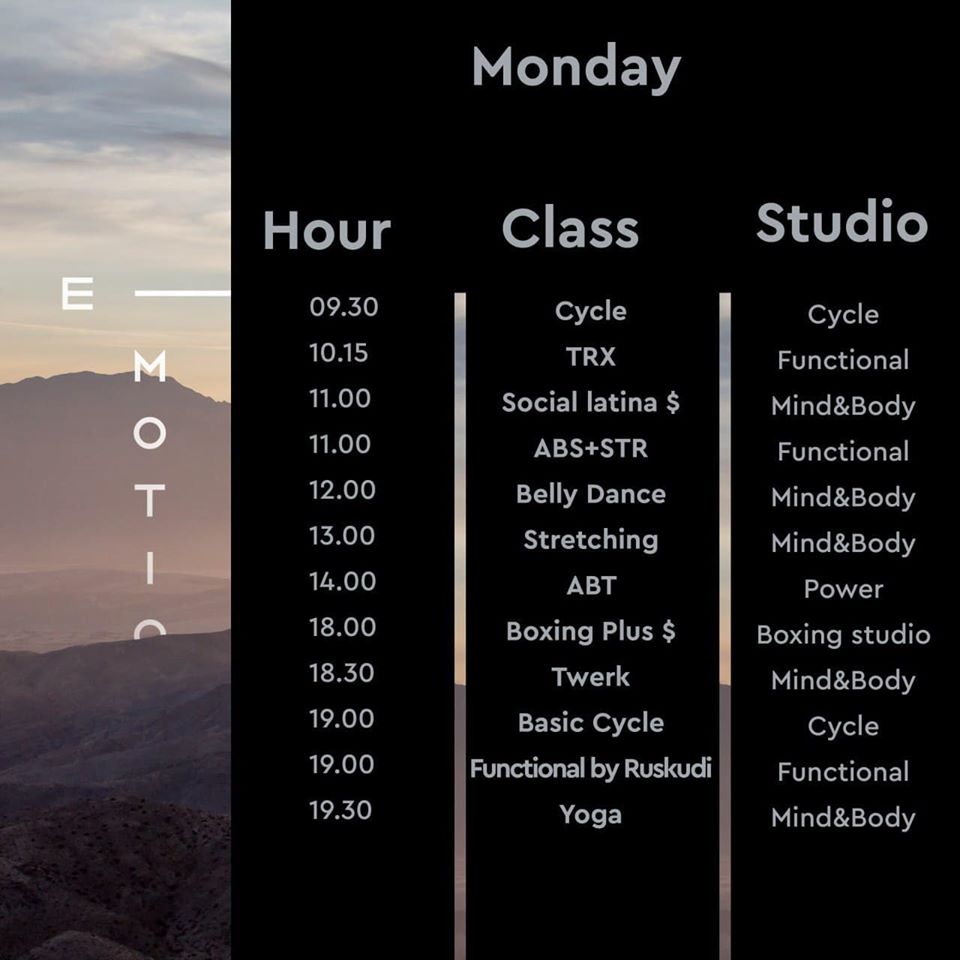 Monday
Hour Class Studio
09.30 Cycle Cycle
10.15 TRX Functional
11.00 Social latina $ Mind&Body
11.00 ABS+STR Functional
12.00 Belly Dance Mind&Body
13.00 Stretching Mind&Body
14.00 ABT Power
18.00 Boxing Plus $ Boxing studio
18.30 Twerk Mind&Body
19.00 Basic Cycle Cycle
19.00 Functional by Ruskudi Functional
19.30 Yoga Mind&Body
E
M
O
T
I
O